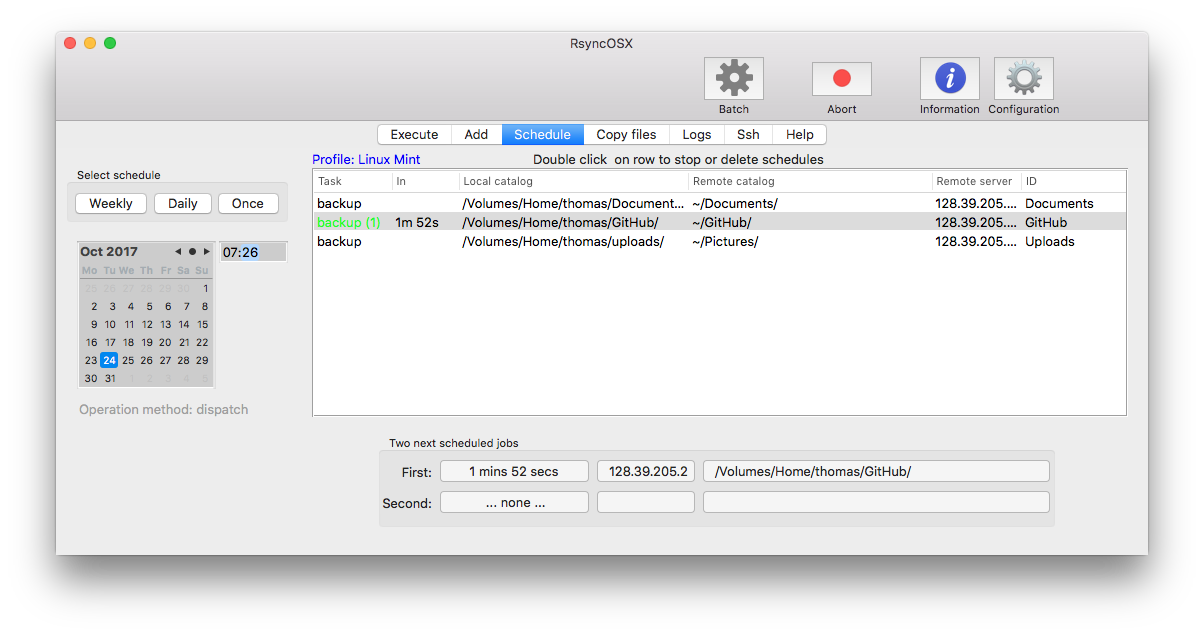 RsyncOSX
Batch Abort Information Configuration
Execute Add Schedule Copy files Logs Ssh Help
Profile: Linux Mint Double click on row to stop or delete schedules
Select schedule
Weekly Daily Once
Task In Local catalog Remote catalog Remote server ID
backup /Volumes/Home/thomas/Document... ~/Documents/ 128.39.205.... Documents
backup (1) 1m 52s /Volumes/Home/thomas/GitHub/ ~/GitHub/ 128.39.205.... GitHub
backup /Volumes/Home/thomas/uploads/ ~/Pictures/ 128.39.205.... Uploads
Oct 2017 07:26
Mo Tu We Th Fr Sa Su
25 26 27 28 29 30 1
2 3 4 5 6 7 8
9 10 11 12 13 14 15
16 17 18 19 20 21 22
23 24 25 26 27 28 29
30 31 1 2 3 4 5
Operation method: dispatch
Two next scheduled jobs
First: 1 mins 52 secs 128.39.205.2 /Volumes/Home/thomas/GitHub/
Second: ... none ...